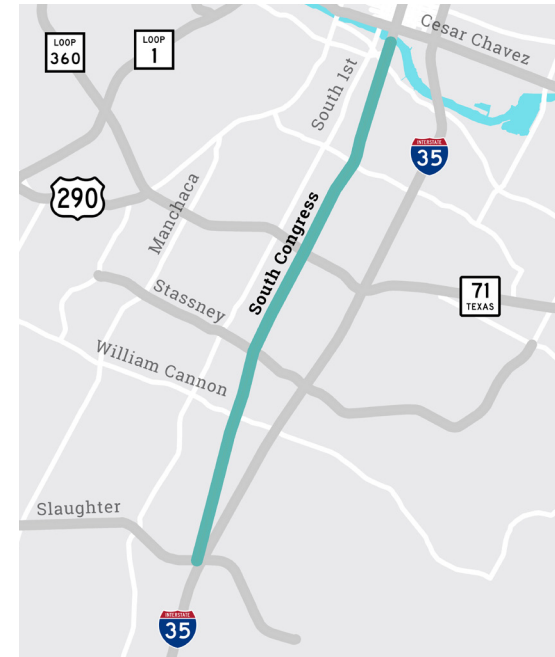 Cesar Chavez
LOOP
360
LOOP
1
South 1st
INTERSTATE
35
290
Manchaca
South Congress
71
TEXAS
Stassney
William Cannon
Slaughter
INTERSTATE
35